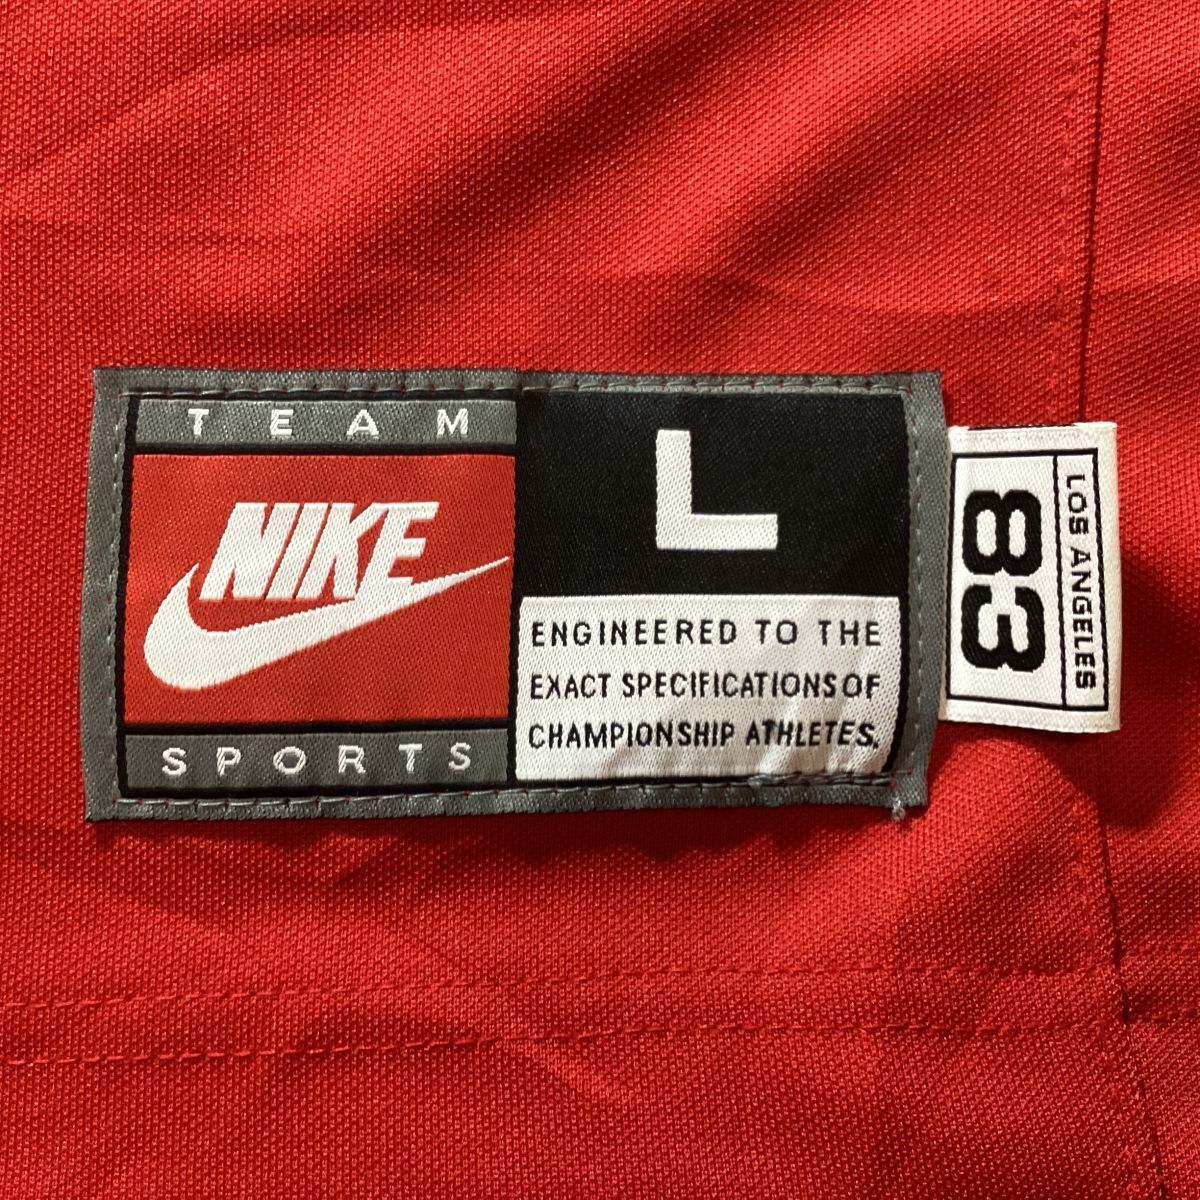 TEAM
NIKE
SPORTS
L
ENGINEERED TO THE
EXACT SPECIFICATIONS OF
CHAMPIONSHIP ATHLETES.
LOS ANGELES
83